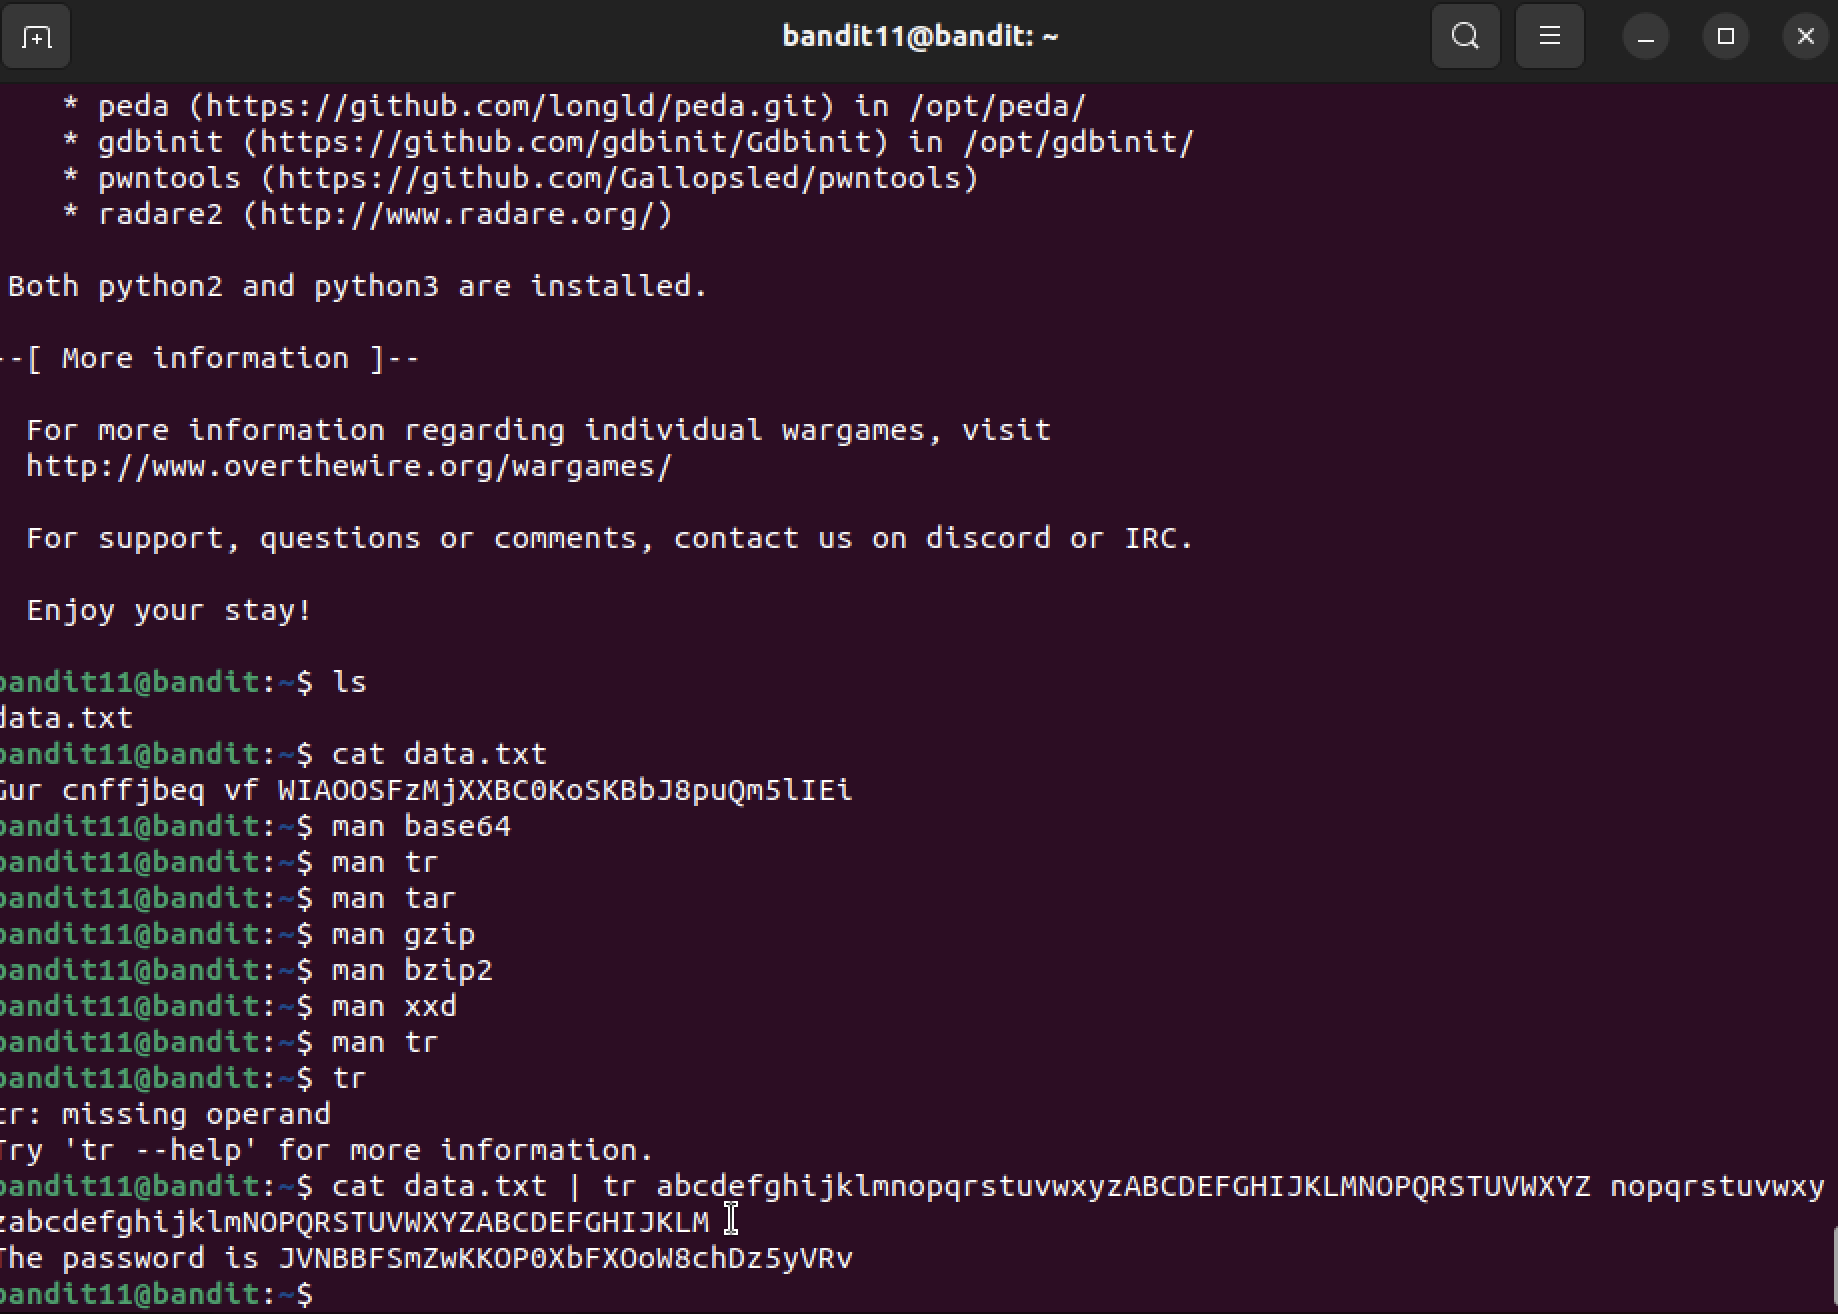 bandit11@bandit: ~
* peda (https://github.com/longld/peda.git) in /opt/peda/
* gdbinit (https://github.com/gdbinit/Gdbinit) in /opt/gdbinit/
* pwntools (https://github.com/Gallopsled/pwntools)
* radare2 (http://www.radare.org/)
Both python2 and python3 are installed.
--[ More information ]--
For more information regarding individual wargames, visit
http://www.overthewire.org/wargames/
For support, questions or comments, contact us on discord or IRC.
Enjoy your stay!
bandit11@bandit:~$ ls
data.txt
bandit11@bandit:~$ cat data.txt
Gur cnffjbeq vf WIAOOSFzMjXXBC0KoSKBbJ8puQm5lIEi
bandit11@bandit:~$ man base64
bandit11@bandit:~$ man tr
bandit11@bandit:~$ man tar
bandit11@bandit:~$ man gzip
bandit11@bandit:~$ man bzip2
bandit11@bandit:~$ man xxd
bandit11@bandit:~$ man tr
bandit11@bandit:~$ tr
tr: missing operand
Try 'tr --help' for more information.
bandit11@bandit:~$ cat data.txt | tr abcdefghijklmnopqrstuvwxyzABCDEFGHIJKLMNOPQRSTUVWXYZ nopqrstuvwxy
zabcdefghijklmNOPQRSTUVWXYZABCDEFGHIJKLM
The password is JVNBBFSmZwKKOP0XbFXOoW8chDz5yVRv
bandit11@bandit:~$